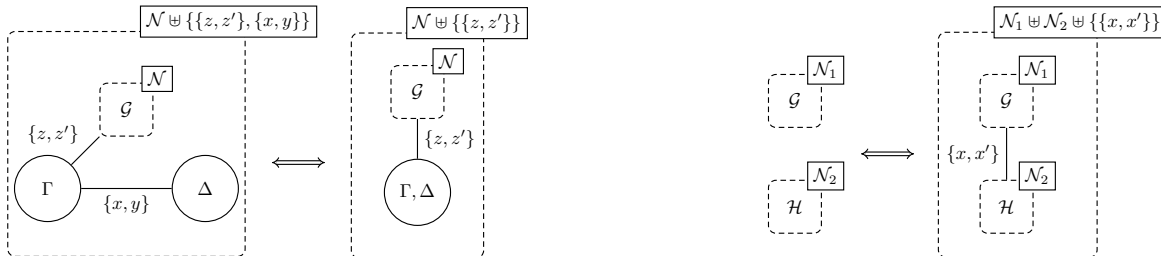 𝒩 ⊎ {{z, z′}, {x, y}}
𝒩
𝒢
{z, z′}
Γ
{x, y}
Δ
⟺
𝒩 ⊎ {{z, z′}}
𝒩
𝒢
{z, z′}
Γ, Δ
𝒩₁
𝒢
𝒩₂
ℋ
⟺
𝒩₁ ⊎ 𝒩₂ ⊎ {{x, x′}}
𝒩₁
𝒢
{x, x′}
𝒩₂
ℋ